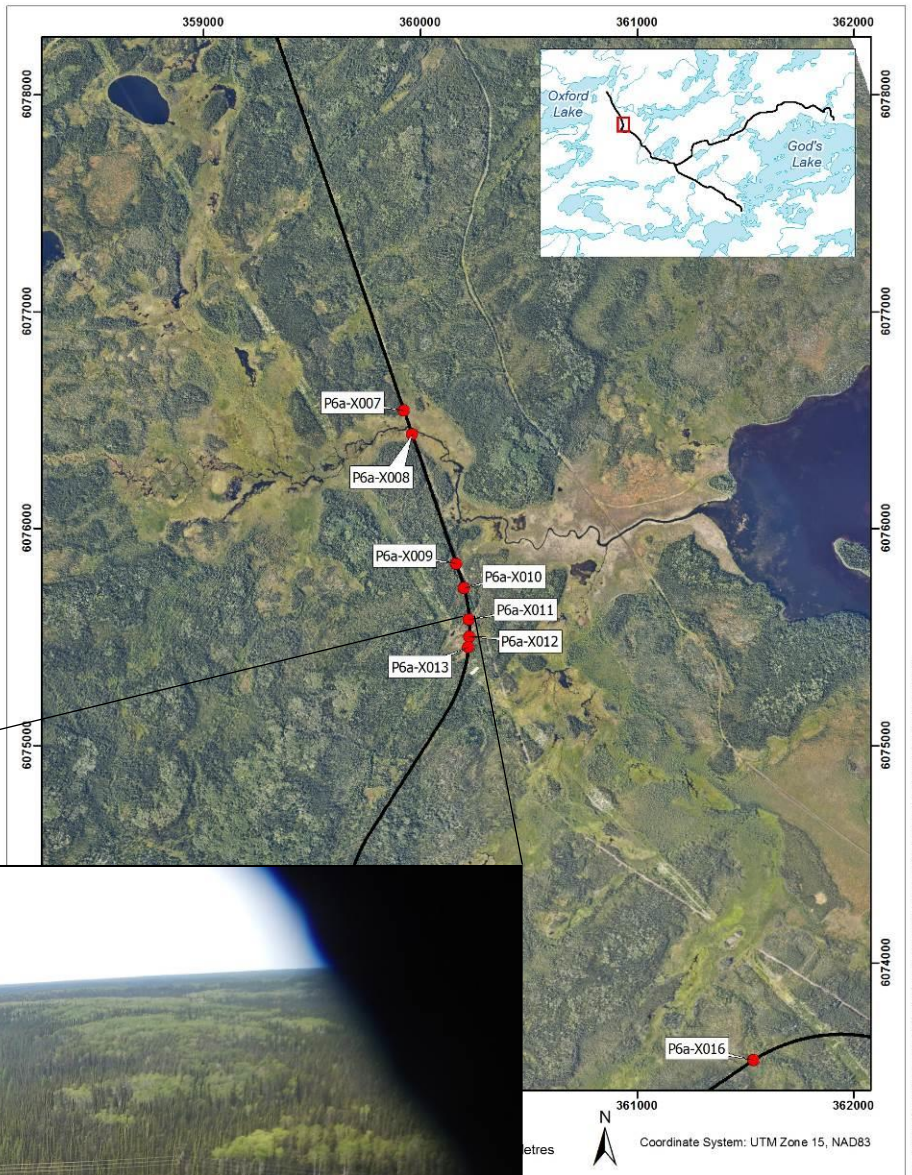 359000
360000
361000
362000
6078000
6078000
Oxford
Lake
God's
Lake
6077000
6077000
P6a-X007
P6a-X008
6076000
6076000
P6a-X009
P6a-X010
P6a-X011
P6a-X012
P6a-X013
6075000
6075000
6074000
P6a-X016
361000
362000
etres
N
Coordinate System: UTM Zone 15, NAD83